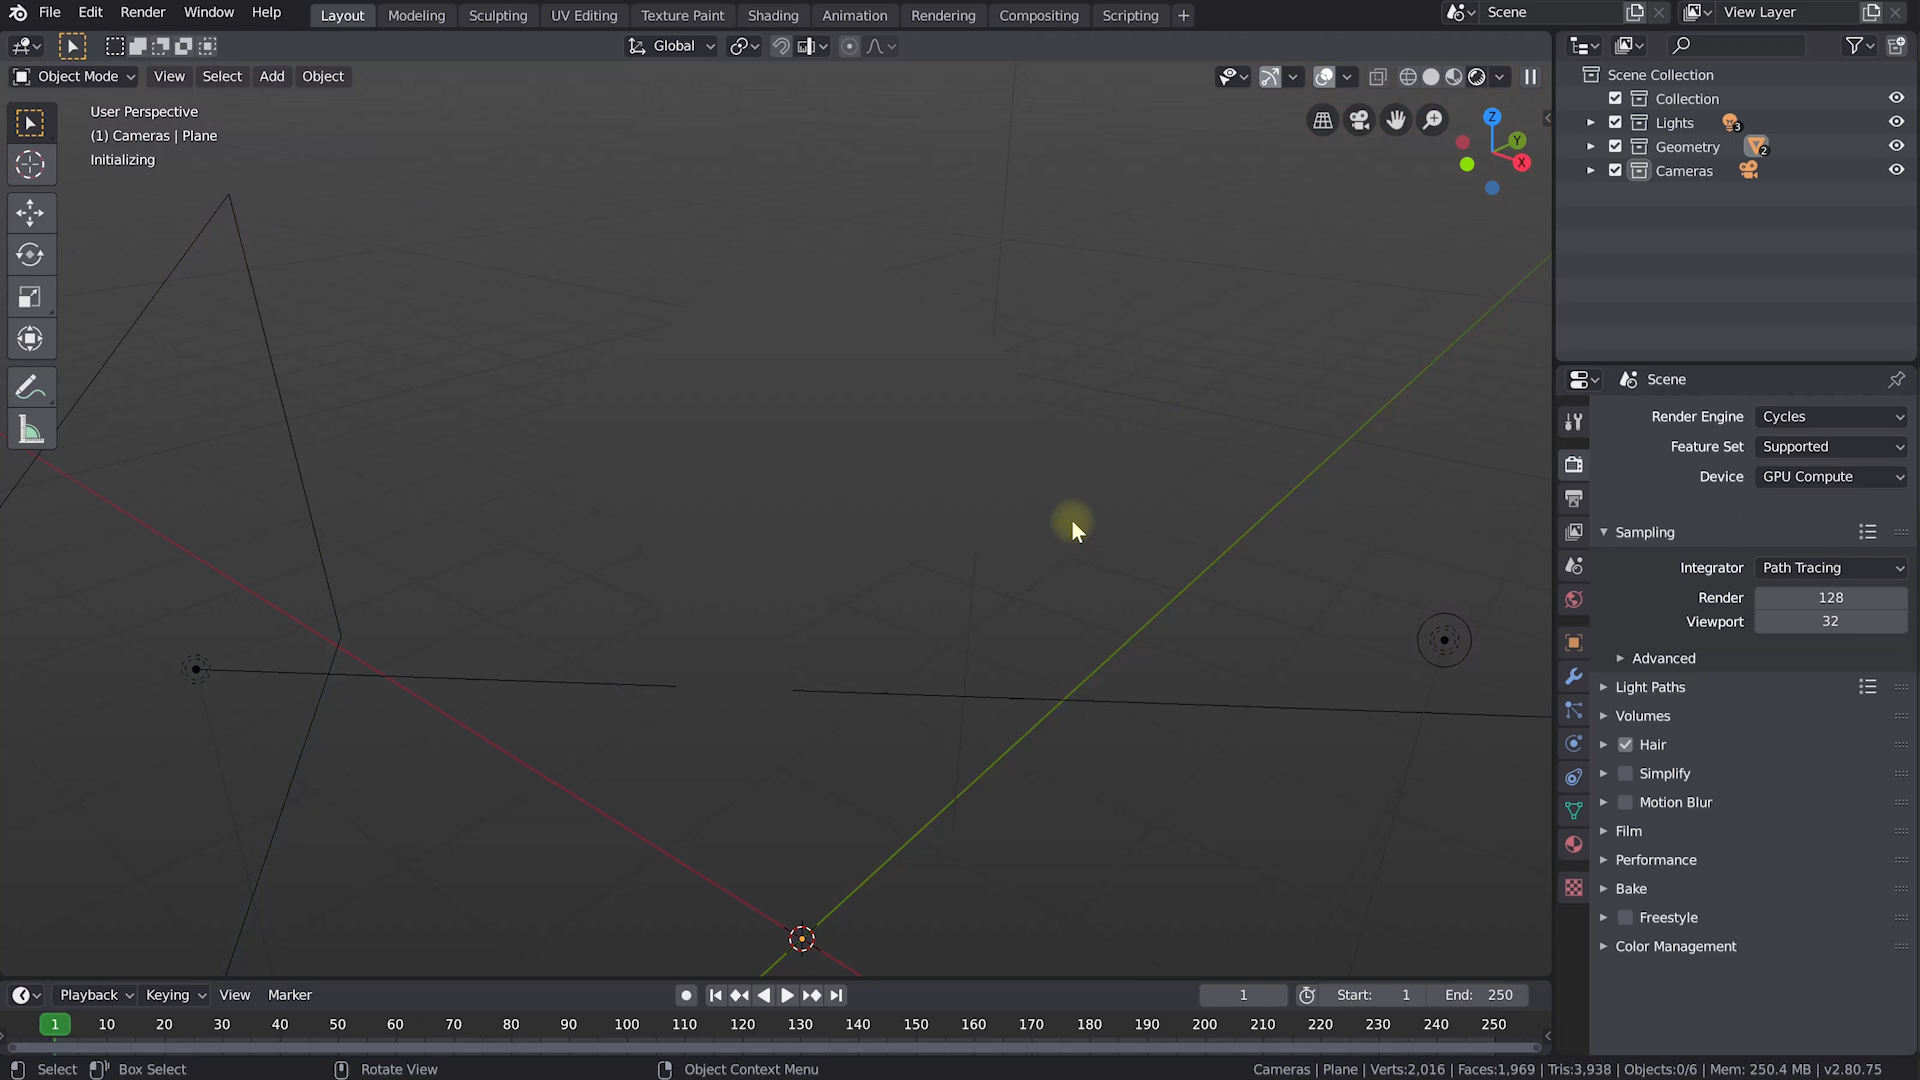 File Edit Render Window Help Layout Modeling Sculpting UV Editing Texture Paint Shading Animation Rendering Compositing Scripting + Scene View Layer
Global
Object Mode View Select Add Object
User Perspective
(1) Cameras | Plane
Initializing
Z
Y
X
Scene Collection
Collection
Lights 3
Geometry 2
Cameras
Scene
Render Engine Cycles
Feature Set Supported
Device GPU Compute
Sampling
Integrator Path Tracing
Render 128
Viewport 32
Advanced
Light Paths
Volumes
Hair
Simplify
Motion Blur
Film
Performance
Bake
Freestyle
Color Management
Playback Keying View Marker 1 Start: 1 End: 250
1 10 20 30 40 50 60 70 80 90 100 110 120 130 140 150 160 170 180 190 200 210 220 230 240 250
Select Box Select Rotate View Object Context Menu Cameras | Plane | Verts:2,016 | Faces:1,969 | Tris:3,938 | Objects:0/6 | Mem: 250.4 MB | v2.80.75